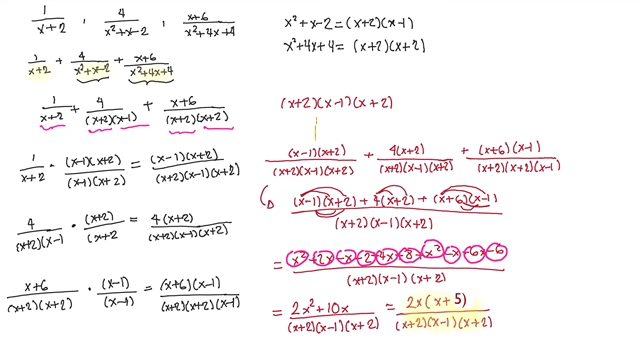 1/(x+2) , 4/(x²+x-2) , (x+6)/(x²+4x+4)
1/(x+2) + 4/(x²+x-2) + (x+6)/(x²+4x+4)
1/(x+2) + 4/((x+2)(x-1)) + (x+6)/((x+2)(x+2))
1/(x+2) · ((x-1)(x+2))/((x-1)(x+2)) = ((x-1)(x+2))/((x+2)(x-1)(x+2))
4/((x+2)(x-1) · (x+2)/(x+2 = 4(x+2)/((x+2)(x-1)(x+2))
(x+6)/((x+2)(x+2)) · (x-1)/(x-1) = ((x+6)(x-1))/((x+2)(x+2)(x-1))
x²+x-2 = (x+2)(x-1)
x²+4x+4 = (x+2)(x+2)
(x+2)(x-1)(x+2)
((x-1)(x+2))/((x+2)(x-1)(x+2)) + 4(x+2)/((x+2)(x-1)(x+2)) + ((x+6)(x-1))/((x+2)(x+2)(x-1))
((x-1)(x+2) + 4(x+2) + (x+6)(x-1))/((x+2)(x-1)(x+2))
= (x²+2x-x-2+4x+8+x²-x+6x-6)/((x+2)(x-1)(x+2))
= (2x²+10x)/((x+2)(x-1)(x+2)) = (2x(x+5))/((x+2)(x-1)(x+2))